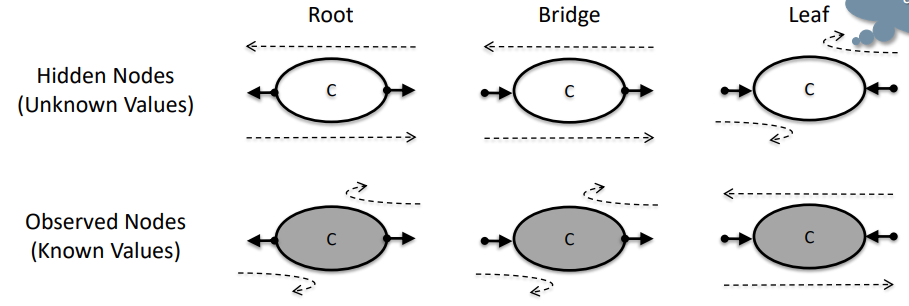 Root
Bridge
Leaf
Hidden Nodes
(Unknown Values)
C
C
C
Observed Nodes
(Known Values)
C
C
C